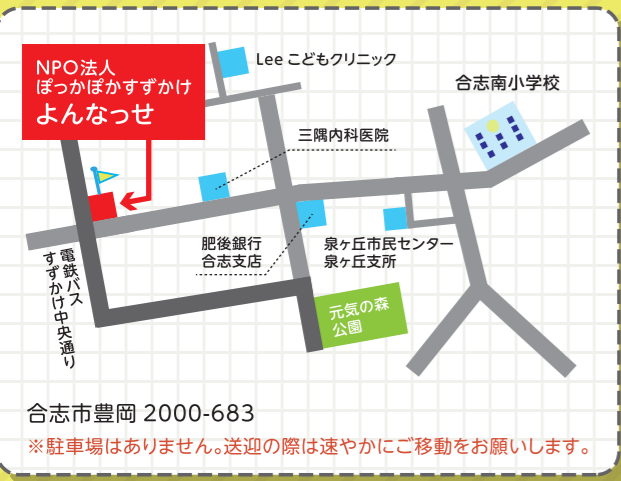 NPO法人
ぽっかぽかすずかけ
よんなっせ
Lee こどもクリニック
合志南小学校
三隅内科医院
肥後銀行
合志支店
泉ヶ丘市民センター
泉ヶ丘支所
電鉄バス
すずかけ中央通り
元気の森
公園
合志市豊岡 2000-683
※駐車場はありません。送迎の際は速やかにご移動をお願いします。